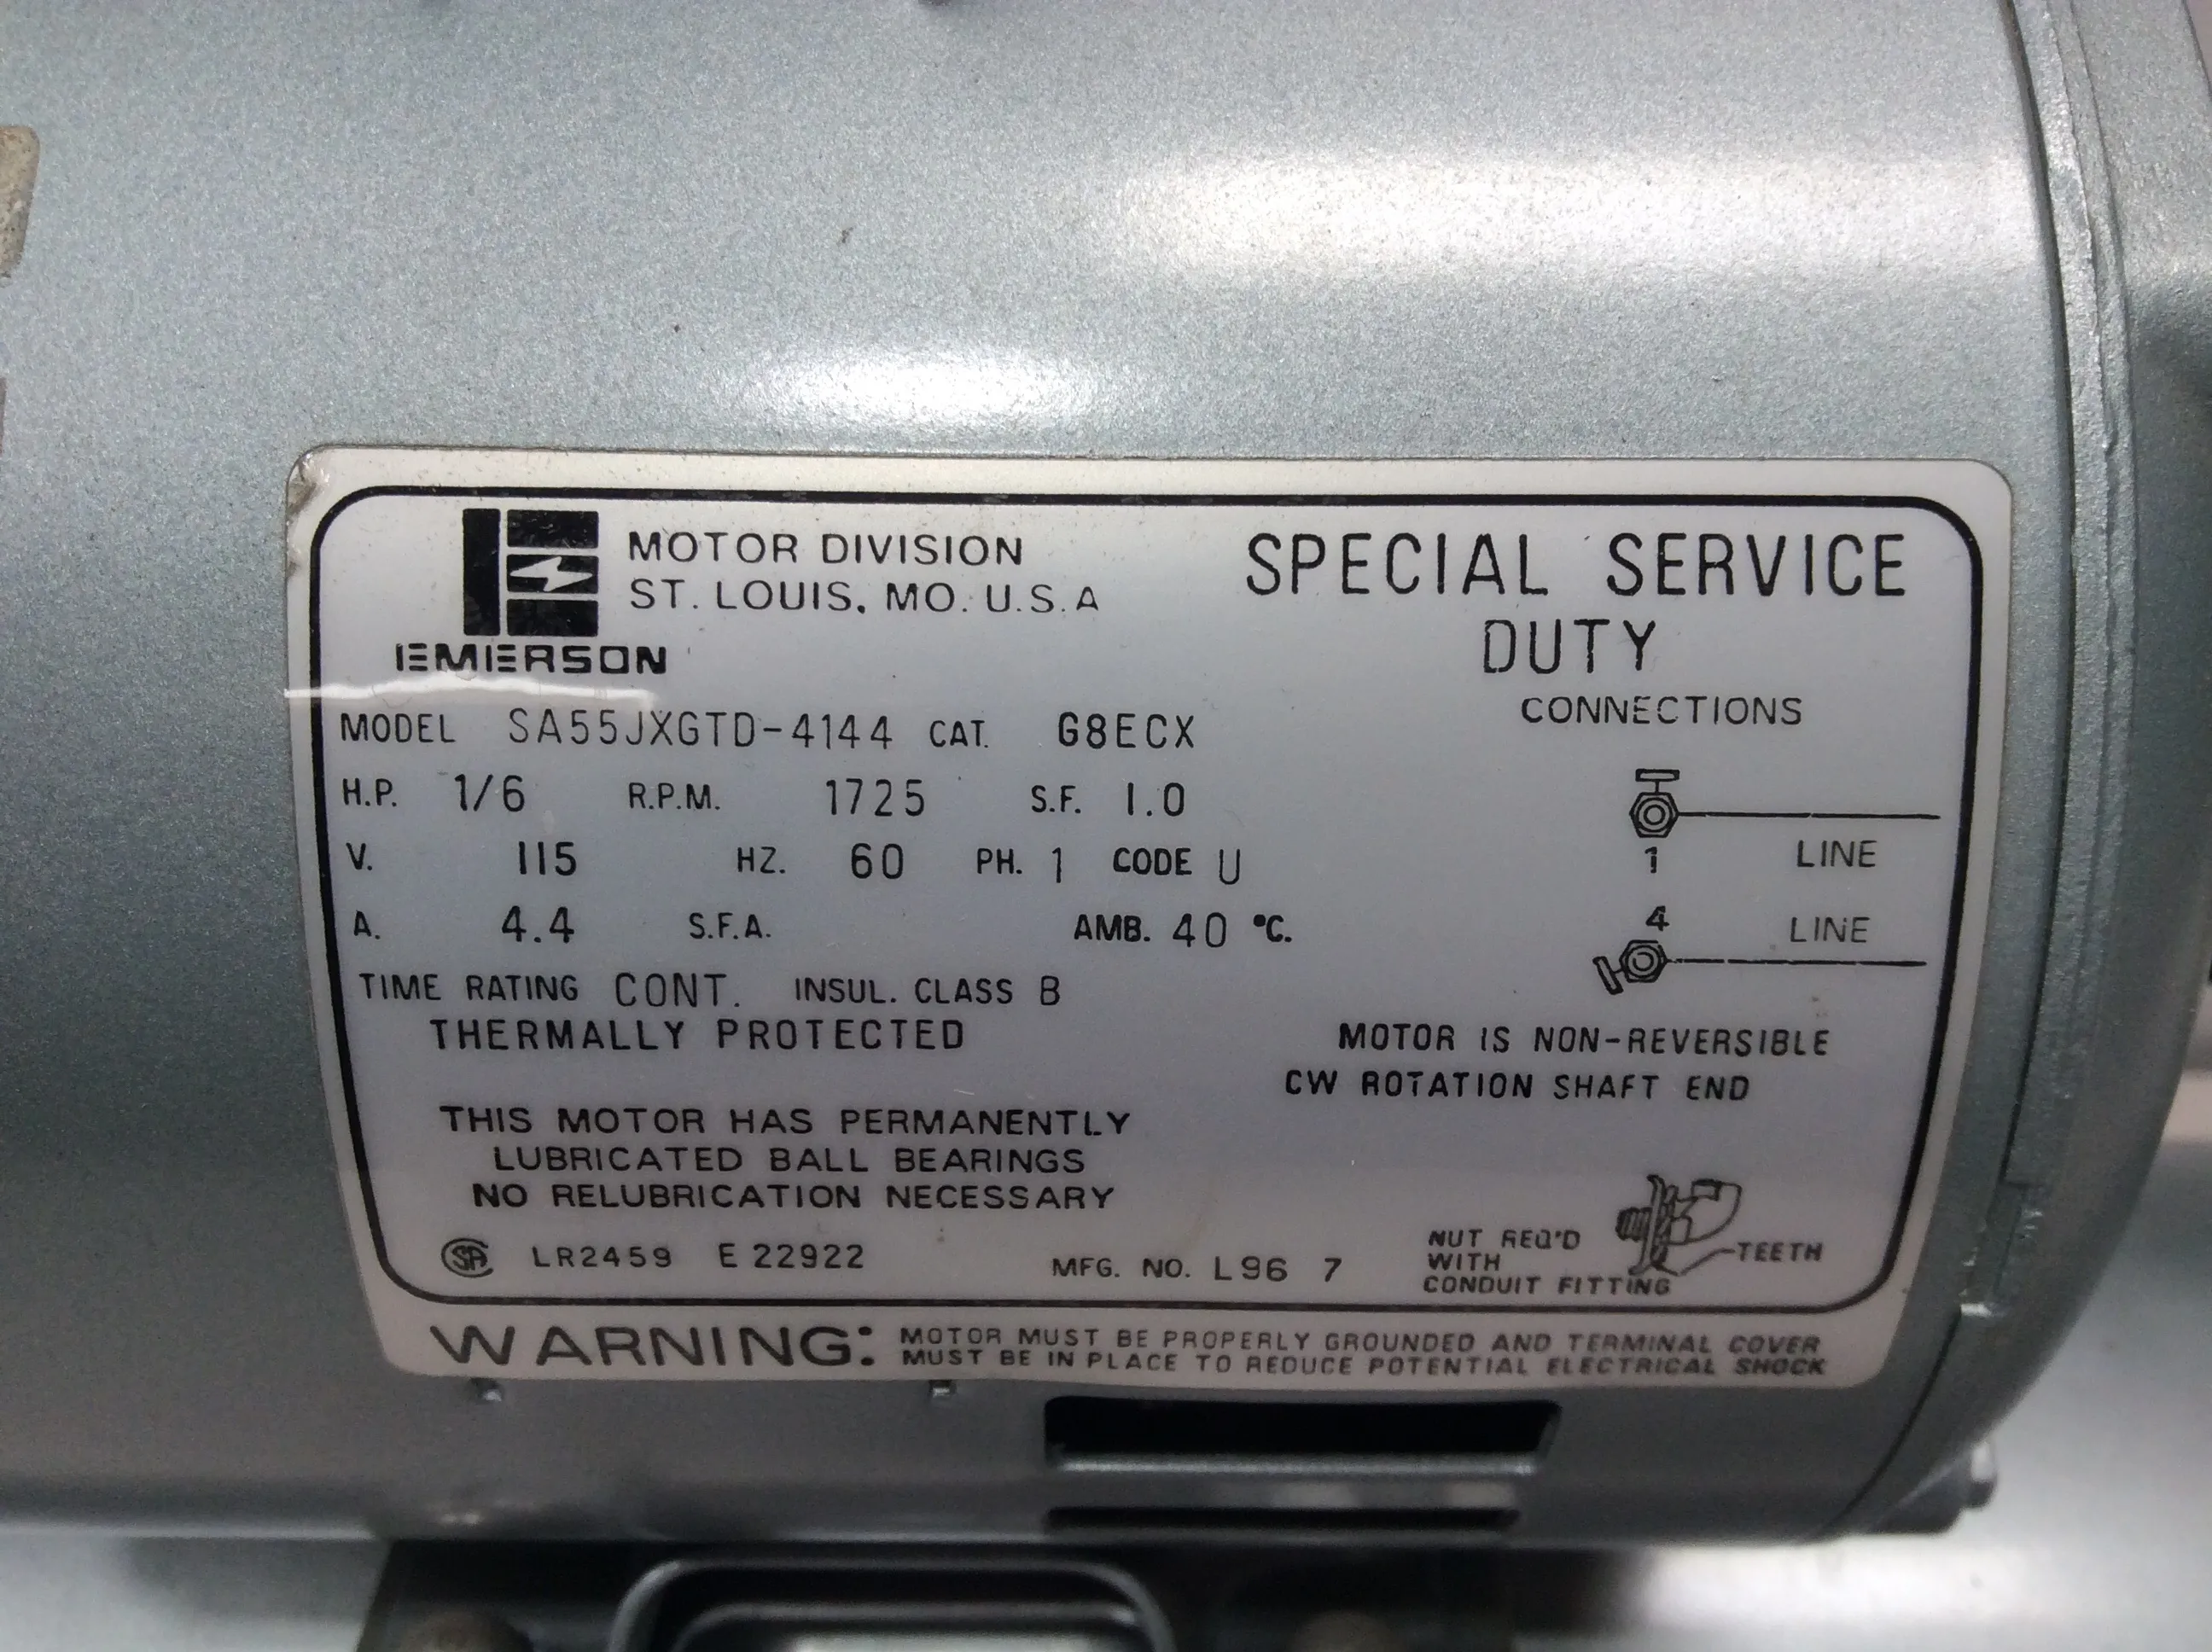 MOTOR DIVISION
ST. LOUIS, MO. U.S.A
EMERSON
SPECIAL SERVICE
DUTY
MODEL SA55JXGTD-4144 CAT. G8ECX
H.P. 1/6 R.P.M. 1725 S.F. 1.0
V. 115 HZ. 60 PH. 1 CODE U
A. 4.4 S.F.A. AMB. 40 °C.
TIME RATING CONT. INSUL. CLASS B
THERMALLY PROTECTED
THIS MOTOR HAS PERMANENTLY
LUBRICATED BALL BEARINGS
NO RELUBRICATION NECESSARY
SA LR2459 E 22922
MFG. NO. L96 7
CONNECTIONS
1 LINE
4 LINE
MOTOR IS NON-REVERSIBLE
CW ROTATION SHAFT END
NUT REQ'D
WITH
CONDUIT FITTING
TEETH
WARNING: MOTOR MUST BE PROPERLY GROUNDED AND TERMINAL COVER
MUST BE IN PLACE TO REDUCE POTENTIAL ELECTRICAL SHOCK